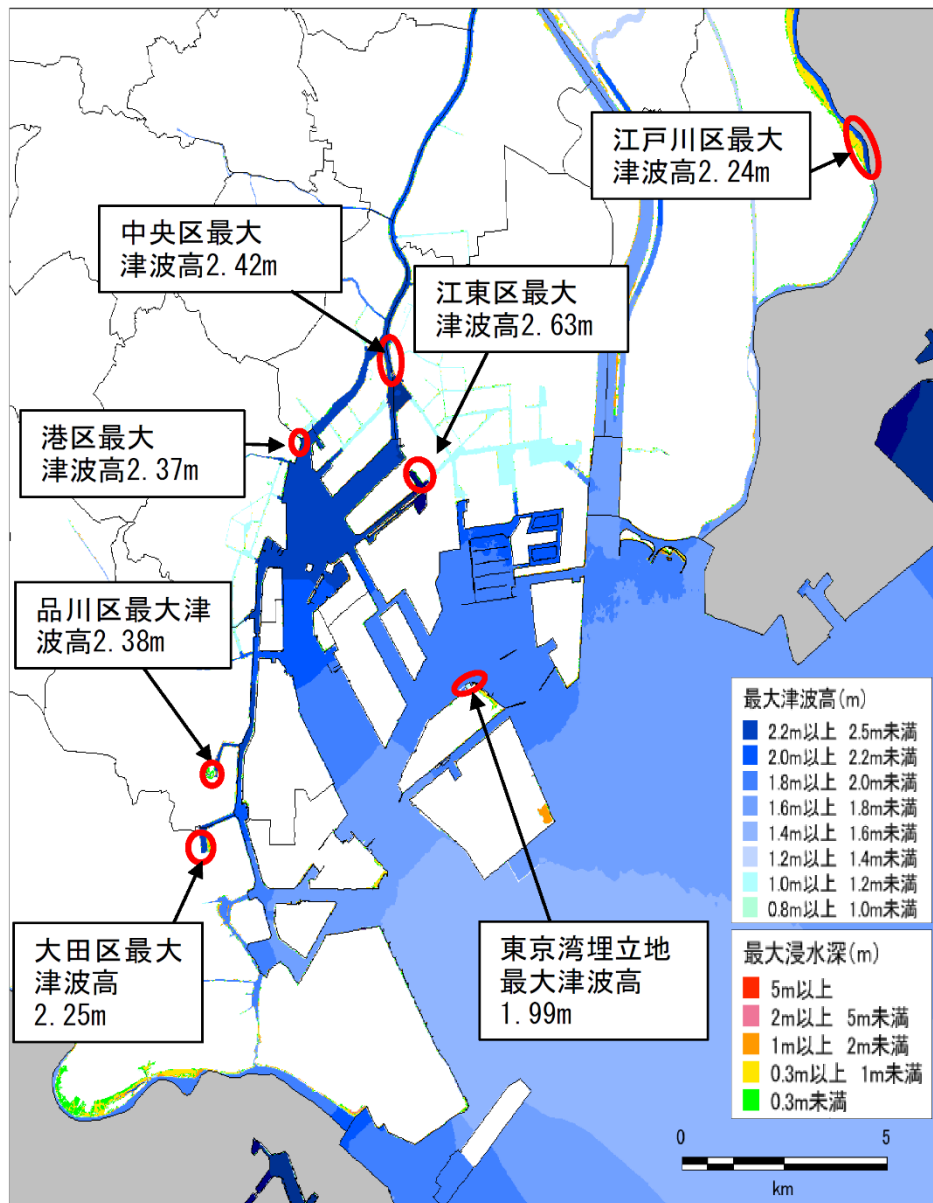 江戸川区最大
津波高2.24m
中央区最大
津波高2.42m
江東区最大
津波高2.63m
港区最大
津波高2.37m
品川区最大津
波高2.38m
大田区最大
津波高
2.25m
東京湾埋立地
最大津波高
1.99m
最大津波高(m)
2.2m以上 2.5m未満
2.0m以上 2.2m未満
1.8m以上 2.0m未満
1.6m以上 1.8m未満
1.4m以上 1.6m未満
1.2m以上 1.4m未満
1.0m以上 1.2m未満
0.8m以上 1.0m未満
最大浸水深(m)
5m以上
2m以上 5m未満
1m以上 2m未満
0.3m以上 1m未満
0.3m未満
0 5
km